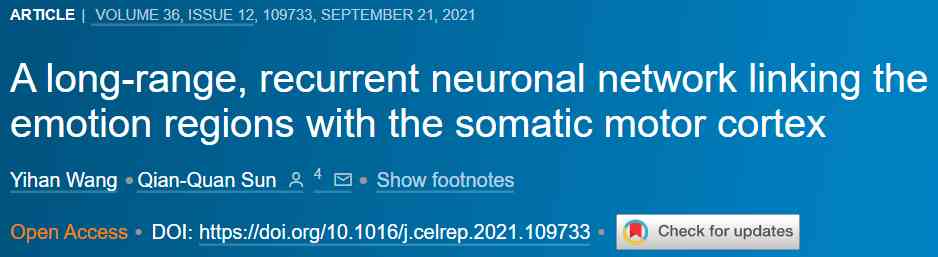 ARTICLE | VOLUME 36, ISSUE 12, 109733, SEPTEMBER 21, 2021
A long-range, recurrent neuronal network linking the
emotion regions with the somatic motor cortex
Yihan Wang • Qian-Quan Sun 4 • Show footnotes
Open Access • DOI: https://doi.org/10.1016/j.celrep.2021.109733 • Check for updates